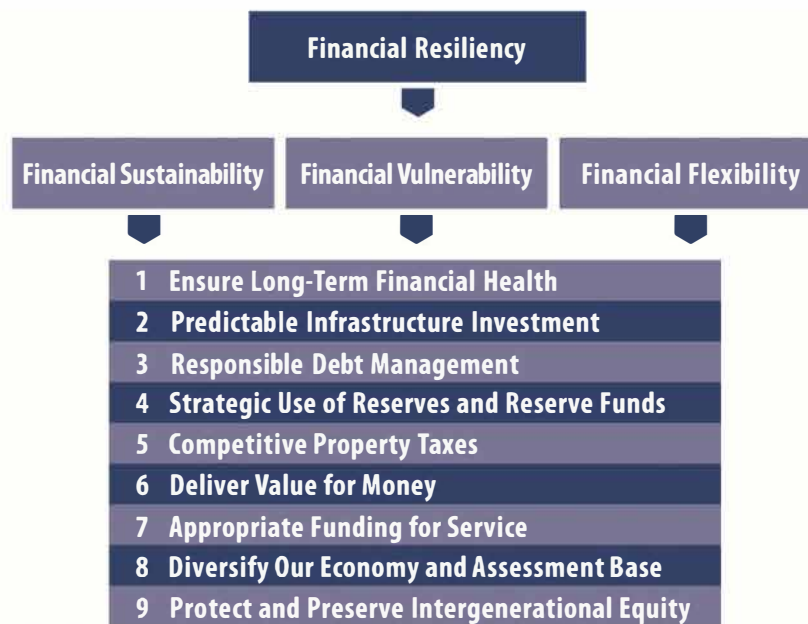 Financial Resiliency
Financial Sustainability
Financial Vulnerability
Financial Flexibility
1 Ensure Long-Term Financial Health
2 Predictable Infrastructure Investment
3 Responsible Debt Management
4 Strategic Use of Reserves and Reserve Funds
5 Competitive Property Taxes
6 Deliver Value for Money
7 Appropriate Funding for Service
8 Diversify Our Economy and Assessment Base
9 Protect and Preserve Intergenerational Equity